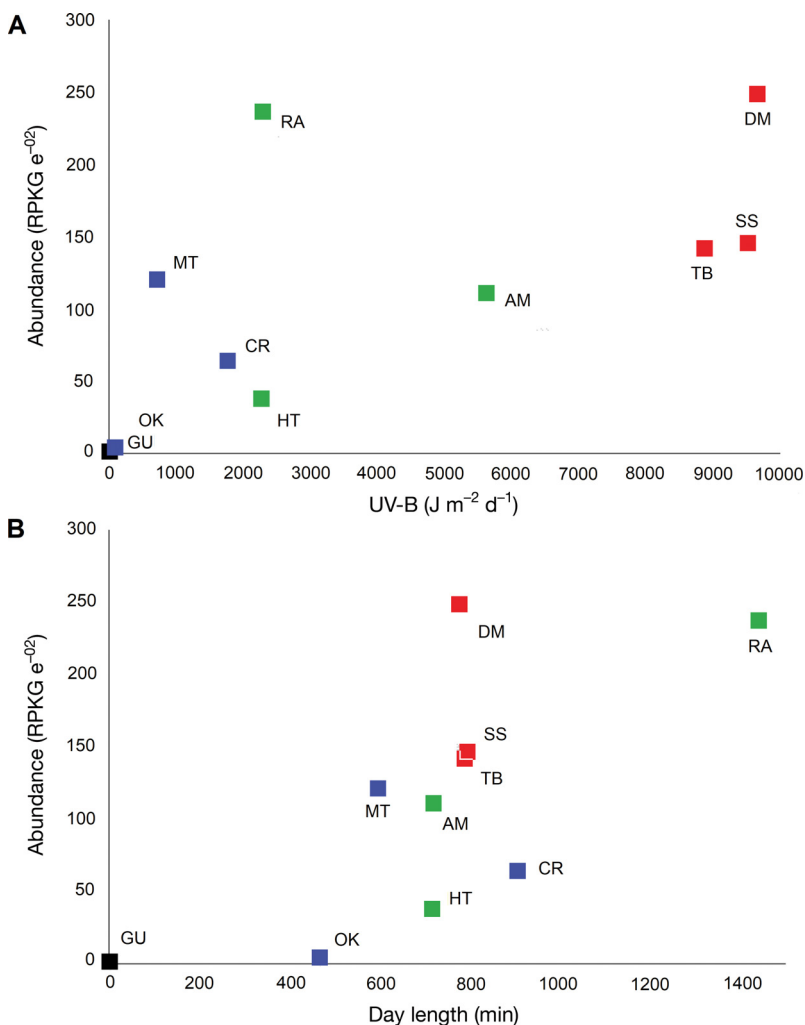 A
300
250
200
150
100
50
0
Abundance (RPKG e⁻⁰²)
RA
DM
MT
SS
TB
AM
CR
HT
OK
GU
0 1000 2000 3000 4000 5000 6000 7000 8000 9000 10000
UV-B (J m⁻² d⁻¹)
B
300
250
200
150
100
50
0
Abundance (RPKG e⁻⁰²)
DM
RA
SS
TB
MT
AM
CR
HT
GU
OK
0 200 400 600 800 1000 1200 1400
Day length (min)